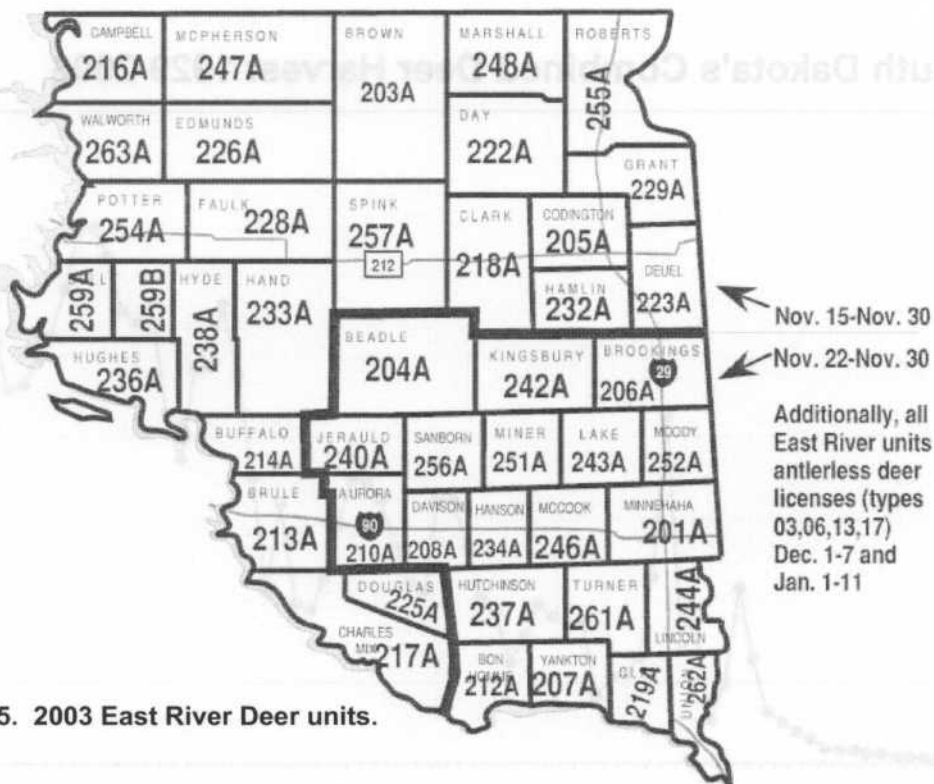 uth Dakota's Combined Deer Harves
CAMPBELL
216A
MCPHERSON
247A
BROWN
203A
MARSHALL
248A
ROBERTS
255A
WALWORTH
263A
EDMUNDS
226A
DAY
222A
GRANT
229A
POTTER
254A
FAULK
228A
SPINK
257A
212
CLARK
218A
CODINGTON
205A
HAMLIN
232A
DEUEL
223A
259A
259B
HYDE
238A
HAND
233A
HUGHES
236A
BEADLE
204A
KINGSBURY
242A
BROOKINGS
206A
29
Nov. 15-Nov. 30
Nov. 22-Nov. 30
BUFFALO
214A
JERAULD
240A
SANBORN
256A
MINER
251A
LAKE
243A
MOODY
252A
BRULE
213A
AURORA
90
210A
DAVISON
208A
HANSON
234A
MCCOOK
246A
MINNEHAHA
201A
Additionally, all
East River units
antlerless deer
licenses (types
03,06,13,17)
Dec. 1-7 and
Jan. 1-11
DOUGLAS
225A
CHARLES
MIX
217A
HUTCHINSON
237A
TURNER
261A
244A
LINCOLN
BON
HOMME
212A
YANKTON
207A
219A
UNION
262A
5. 2003 East River Deer units.